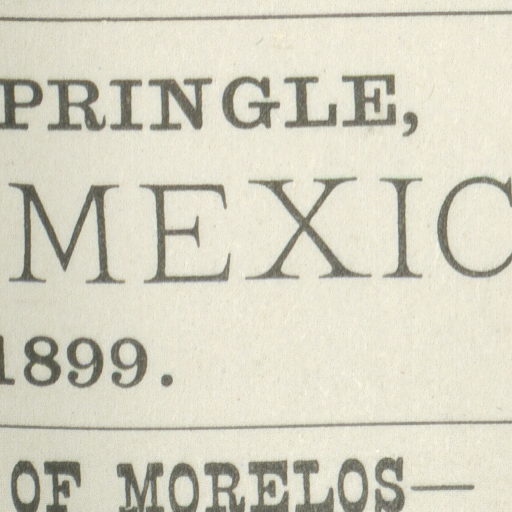 PRINGLE,
MEXIC
1899.
OF MORELOS—